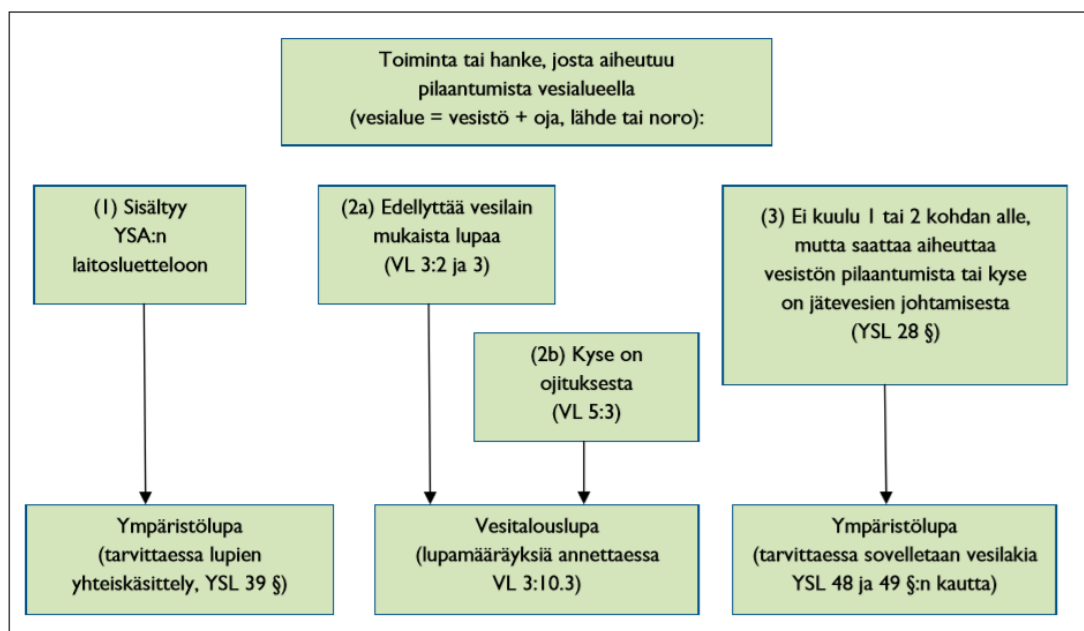 Toiminta tai hanke, josta aiheutuu
pilaantumista vesialueella
(vesialue = vesistö + oja, lähde tai noro):
(1) Sisältyy
YSA:n
laitosluetteloon
(2a) Edellyttää vesilain
mukaista lupaa
(VL 3:2 ja 3)
(3) Ei kuulu 1 tai 2 kohdan alle,
mutta saattaa aiheuttaa
vesistön pilaantumista tai kyse
on jätevesien johtamisesta
(YSL 28 §)
(2b) Kyse on
ojituksesta
(VL 5:3)
Ympäristölupa
(tarvittaessa lupien
yhteiskäsittely, YSL 39 §)
Vesitalouslupa
(lupamääräyksiä annettaessa
VL 3:10.3)
Ympäristölupa
(tarvittaessa sovelletaan vesilakia
YSL 48 ja 49 §:n kautta)